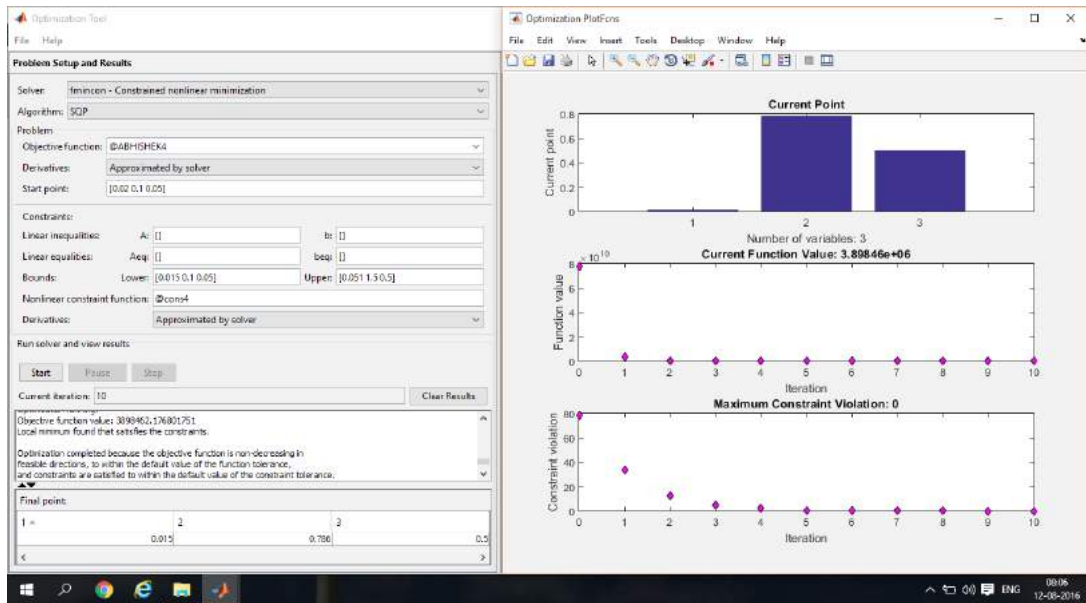 Optimization Tool
File Help
Problem Setup and Results
Solver: fmincon - Constrained nonlinear minimization
Algorithm: SQP
Problem
Objective function: @ABHISHEK4
Derivatives: Approximated by solver
Start point: [0.02 0.1 0.05]
Constraints:
Linear inequalities: A: [] b: []
Linear equalities: Aeq: [] beq: []
Bounds: Lower: [0.015 0.1 0.05] Upper: [0.051 1.5 0.5]
Nonlinear constraint function: @cons4
Derivatives: Approximated by solver
Run solver and view results
Start Pause Stop
Current iteration: 10 Clear Results
Objective function value: 3898462.176801751
Local minimum found that satisfies the constraints.
Optimization completed because the objective function is non-decreasing in
feasible directions, to within the default value of the function tolerance,
and constraints are satisfied to within the default value of the constraint tolerance.
Final point:
1 2 3
0.015 0.786 0.5
Optimization PlotFcns
File Edit View Insert Tools Desktop Window Help
Current Point
Current point
0.8
0.6
0.4
0.2
0
1 2 3
Number of variables: 3
Current Function Value: 3.89846e+06
× 10^10
Function value
8
6
4
2
0
0 1 2 3 4 5 6 7 8 9 10
Iteration
Maximum Constraint Violation: 0
Constraint violation
80
60
40
20
0
0 1 2 3 4 5 6 7 8 9 10
Iteration
ENG
08:06
12-08-2016